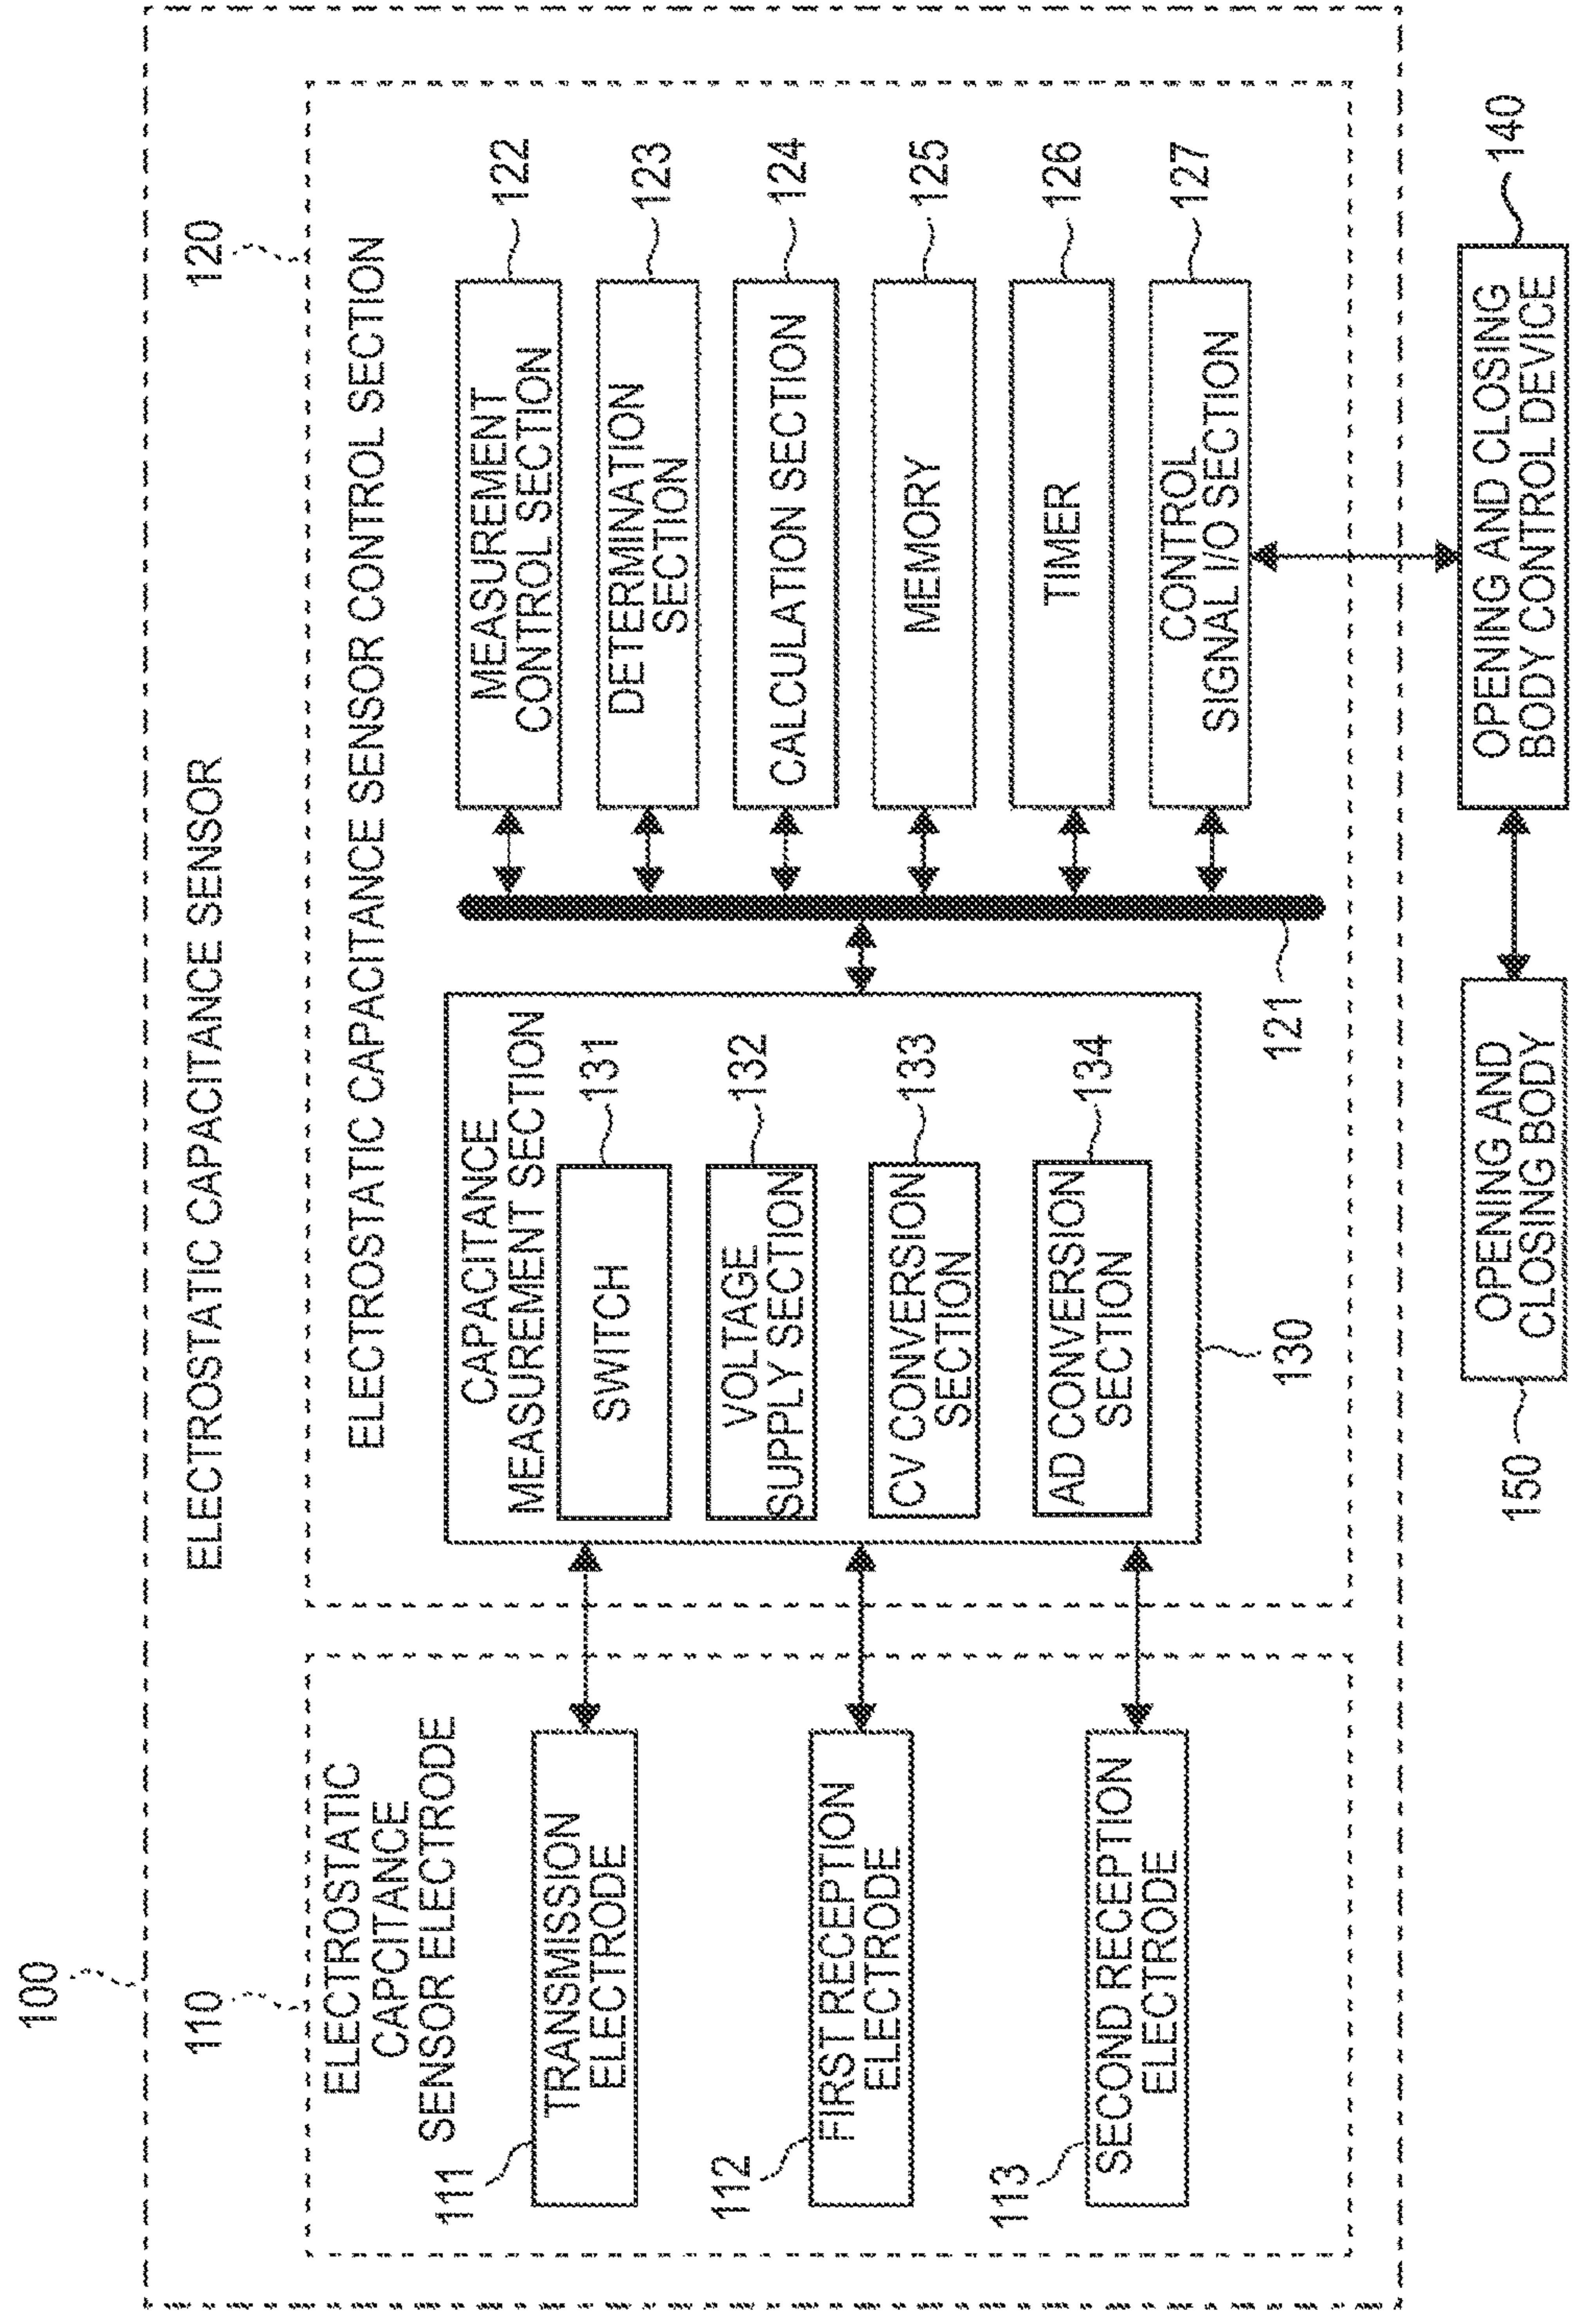 100
ELECTROSTATIC CAPACITANCE SENSOR
110
ELECTROSTATIC
CAPCITANCE
SENSOR ELECTRODE
111
TRANSMISSION
ELECTRODE
112
FIRST RECEPTION
ELECTRODE
113
SECOND RECEPTION
ELECTRODE
120
ELECTROSTATIC CAPACITANCE SENSOR CONTROL SECTION
CAPACITANCE
MEASUREMENT SECTION
131
SWITCH
132
VOLTAGE
SUPPLY SECTION
133
CV CONVERSION
SECTION
134
AD CONVERSION
SECTION
130
121
MEASUREMENT
CONTROL SECTION
122
DETERMINATION
SECTION
123
CALCULATION SECTION
124
MEMORY
125
TIMER
126
CONTROL
SIGNAL I/O SECTION
127
150
OPENING AND
CLOSING BODY
OPENING AND CLOSING
BODY CONTROL DEVICE
140